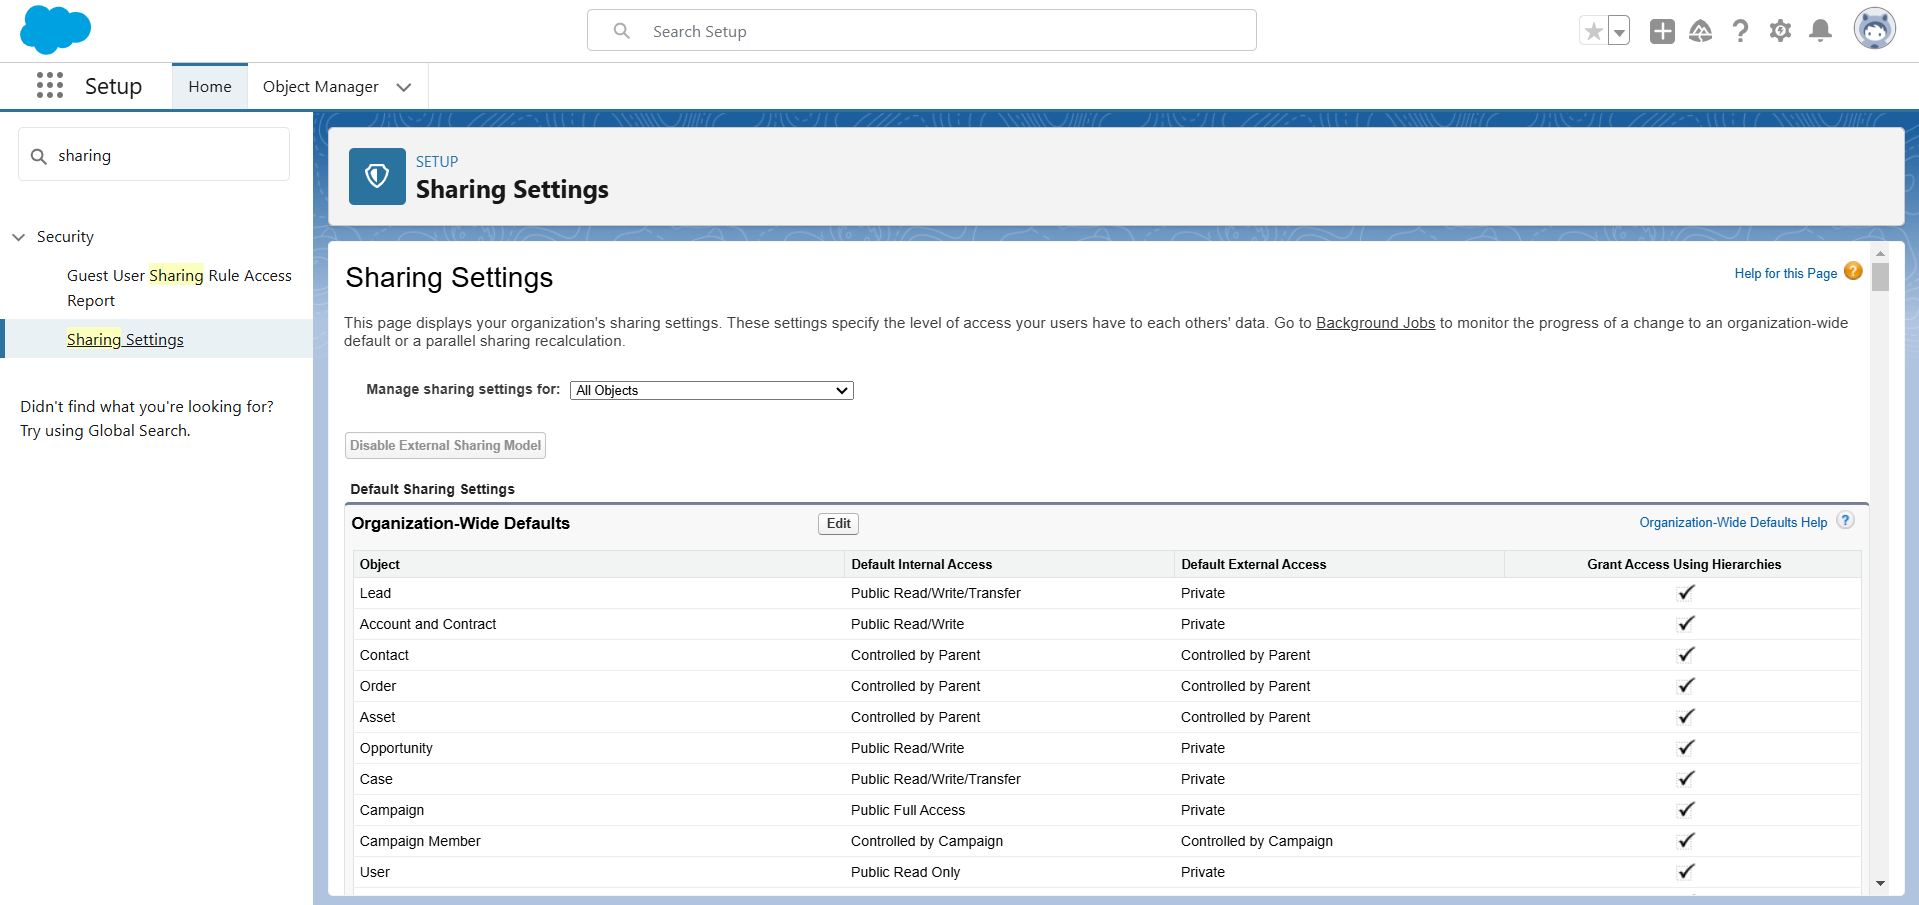 Search Setup
Setup
Home
Object Manager
sharing
Security
Guest User Sharing Rule Access
Report
Sharing Settings
Didn't find what you're looking for?
Try using Global Search.
SETUP
Sharing Settings
Sharing Settings
Help for this Page ?
This page displays your organization's sharing settings. These settings specify the level of access your users have to each others' data. Go to Background Jobs to monitor the progress of a change to an organization-wide
default or a parallel sharing recalculation.
Manage sharing settings for: All Objects
Disable External Sharing Model
Default Sharing Settings
Organization-Wide Defaults Edit Organization-Wide Defaults Help ?
Object Default Internal Access Default External Access Grant Access Using Hierarchies
Lead Public Read/Write/Transfer Private
Account and Contract Public Read/Write Private
Contact Controlled by Parent Controlled by Parent
Order Controlled by Parent Controlled by Parent
Asset Controlled by Parent Controlled by Parent
Opportunity Public Read/Write Private
Case Public Read/Write/Transfer Private
Campaign Public Full Access Private
Campaign Member Controlled by Campaign Controlled by Campaign
User Public Read Only Private